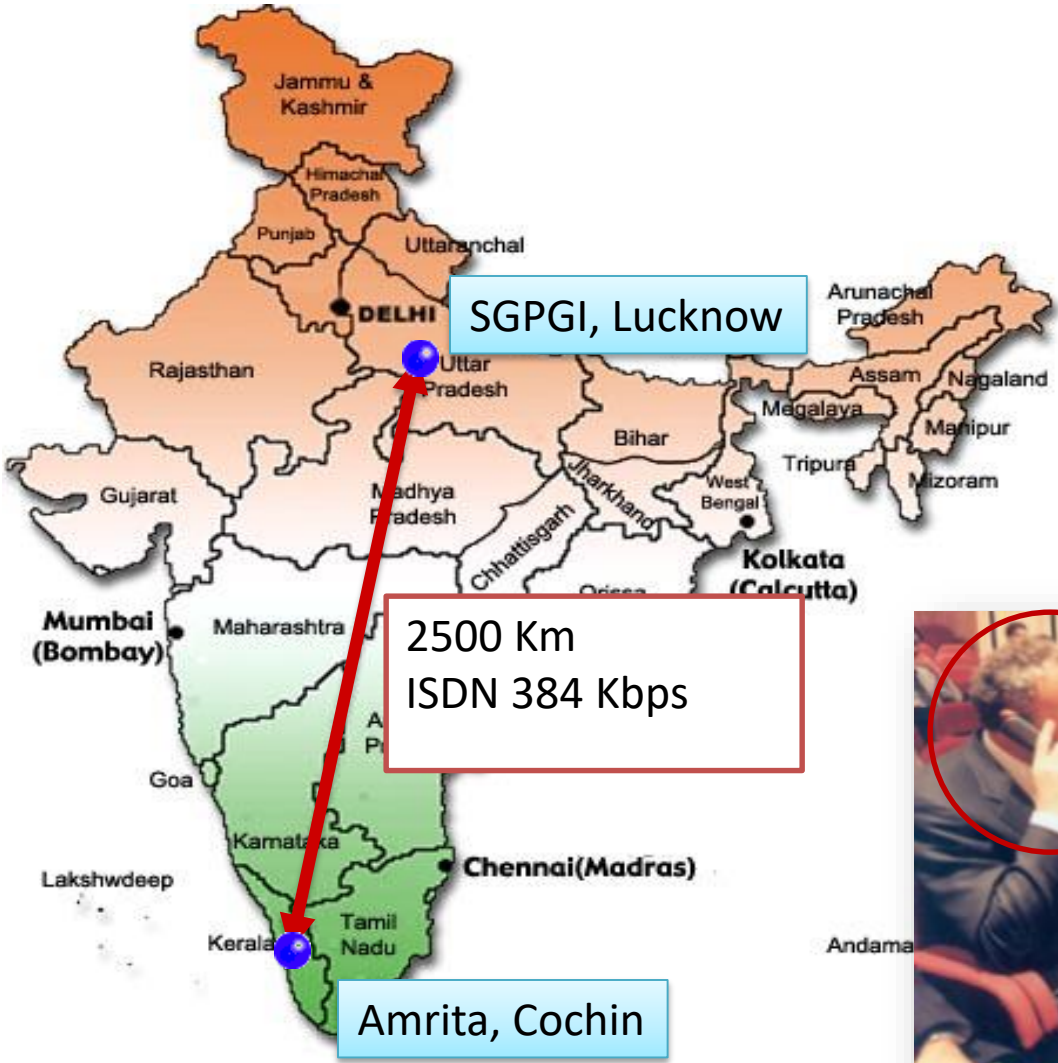 Jammu &
Kashmir
Himachal
Pradesh
Punjab
Uttaranchal
DELHI
SGPGI, Lucknow
Arunachal
Pradesh
Rajasthan
Uttar
Pradesh
Assam
Nagaland
Megalaya
Manipur
Bihar
Tripura
Mizoram
Jharkhand
West
Bengal
Gujarat
Madhya
Pradesh
Chhattisgarh
Orissa
Kolkata
(Calcutta)
Mumbai
(Bombay)
Maharashtra
2500 Km
ISDN 384 Kbps
Goa
Karnataka
Chennai(Madras)
Lakshwdeep
Kerala
Tamil
Nadu
Andama
Amrita, Cochin